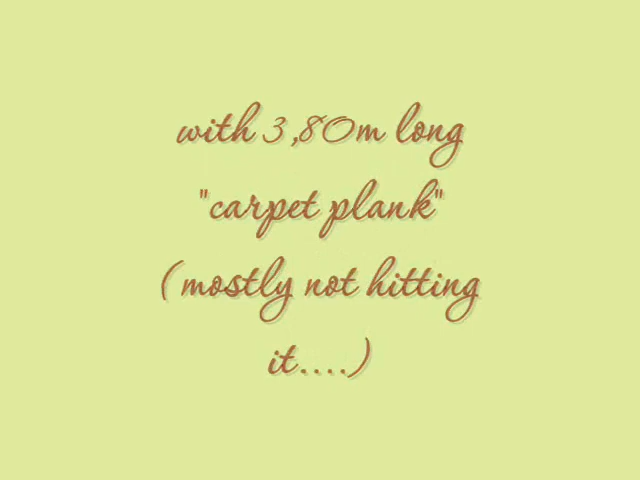 with 3,80m long
"carpet plank"
(mostly not hitting
it....)